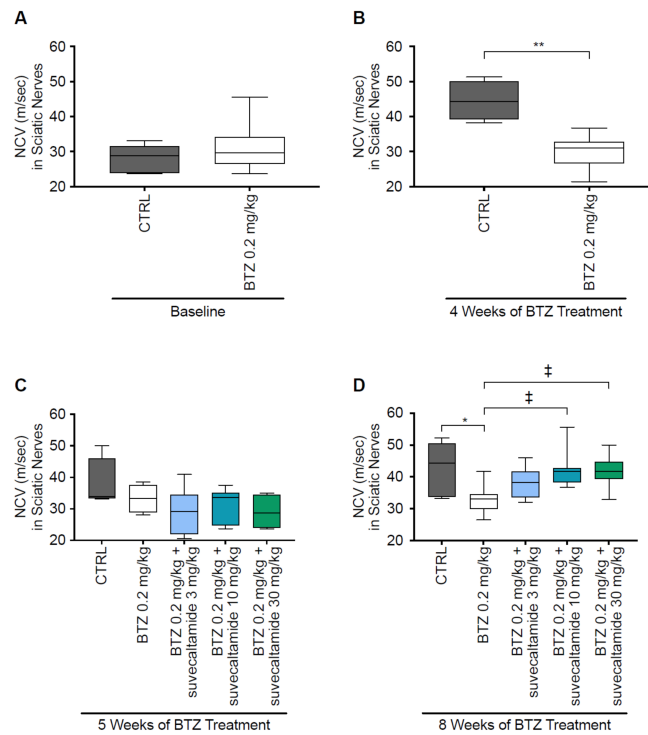 A
NCV (m/sec)
in Sciatic Nerves
60
50
40
30
20
CTRL
BTZ 0.2 mg/kg
Baseline
B
NCV (m/sec)
in Sciatic Nerves
60
50
40
30
20
**
CTRL
BTZ 0.2 mg/kg
4 Weeks of BTZ Treatment
C
NCV (m/sec)
in Sciatic Nerves
60
50
40
30
20
CTRL
BTZ 0.2 mg/kg
BTZ 0.2 mg/kg +
suvecaltamide 3 mg/kg
BTZ 0.2 mg/kg +
suvecaltamide 10 mg/kg
BTZ 0.2 mg/kg +
suvecaltamide 30 mg/kg
5 Weeks of BTZ Treatment
D
NCV (m/sec)
in Sciatic Nerves
60
50
40
30
20
‡
‡
*
CTRL
BTZ 0.2 mg/kg
BTZ 0.2 mg/kg +
suvecaltamide 3 mg/kg
BTZ 0.2 mg/kg +
suvecaltamide 10 mg/kg
BTZ 0.2 mg/kg +
suvecaltamide 30 mg/kg
8 Weeks of BTZ Treatment